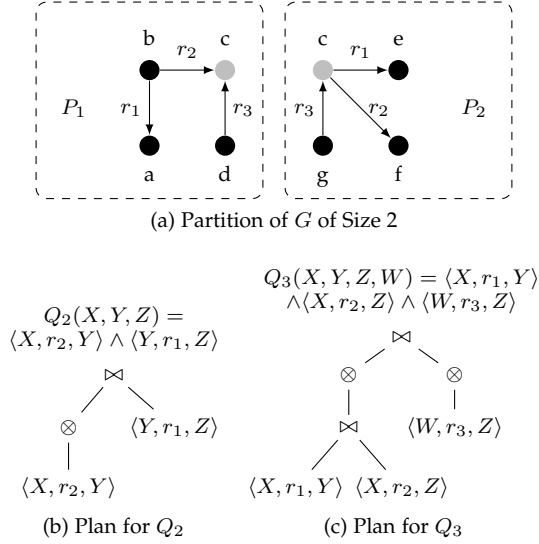 b c c e
r₂ r₁
P₁ r₁ r₃ r₃ r₂ P₂
a d g f
(a) Partition of G of Size 2
Q₂(X, Y, Z) =
⟨X, r₂, Y⟩ ∧ ⟨Y, r₁, Z⟩
⋈
⊗ ⟨Y, r₁, Z⟩
⟨X, r₂, Y⟩
(b) Plan for Q₂
Q₃(X, Y, Z, W) = ⟨X, r₁, Y⟩
∧⟨X, r₂, Z⟩ ∧ ⟨W, r₃, Z⟩
⋈
⊗ ⊗
⋈ ⟨W, r₃, Z⟩
⟨X, r₁, Y⟩ ⟨X, r₂, Z⟩
(c) Plan for Q₃